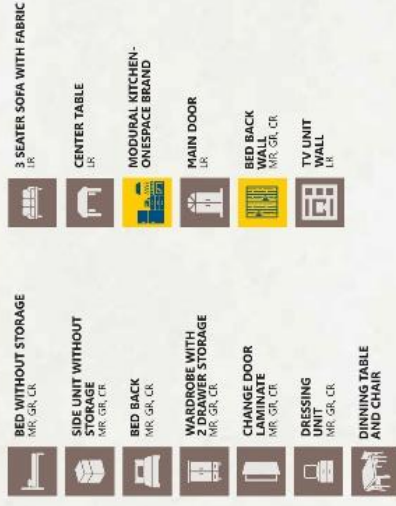 BED WITHOUT STORAGE
MR, GR, CR
SIDE UNIT WITHOUT
STORAGE
MR, GR, CR
BED BACK
MR, GR, CR
WARDROBE WITH
2 DRAWER STORAGE
MR, GR, CR
CHANGE DOOR
LAMINATE
MR, GR, CR
DRESSING
UNIT
MR, GR, CR
DINNING TABLE
AND CHAIR
3 SEATER SOFA WITH FABRIC
LR
CENTER TABLE
LR
MODURAL KITCHEN-
ONESPACE BRAND
MAIN DOOR
LR
BED BACK
WALL
MR, GR, CR
TV UNIT
WALL
LR